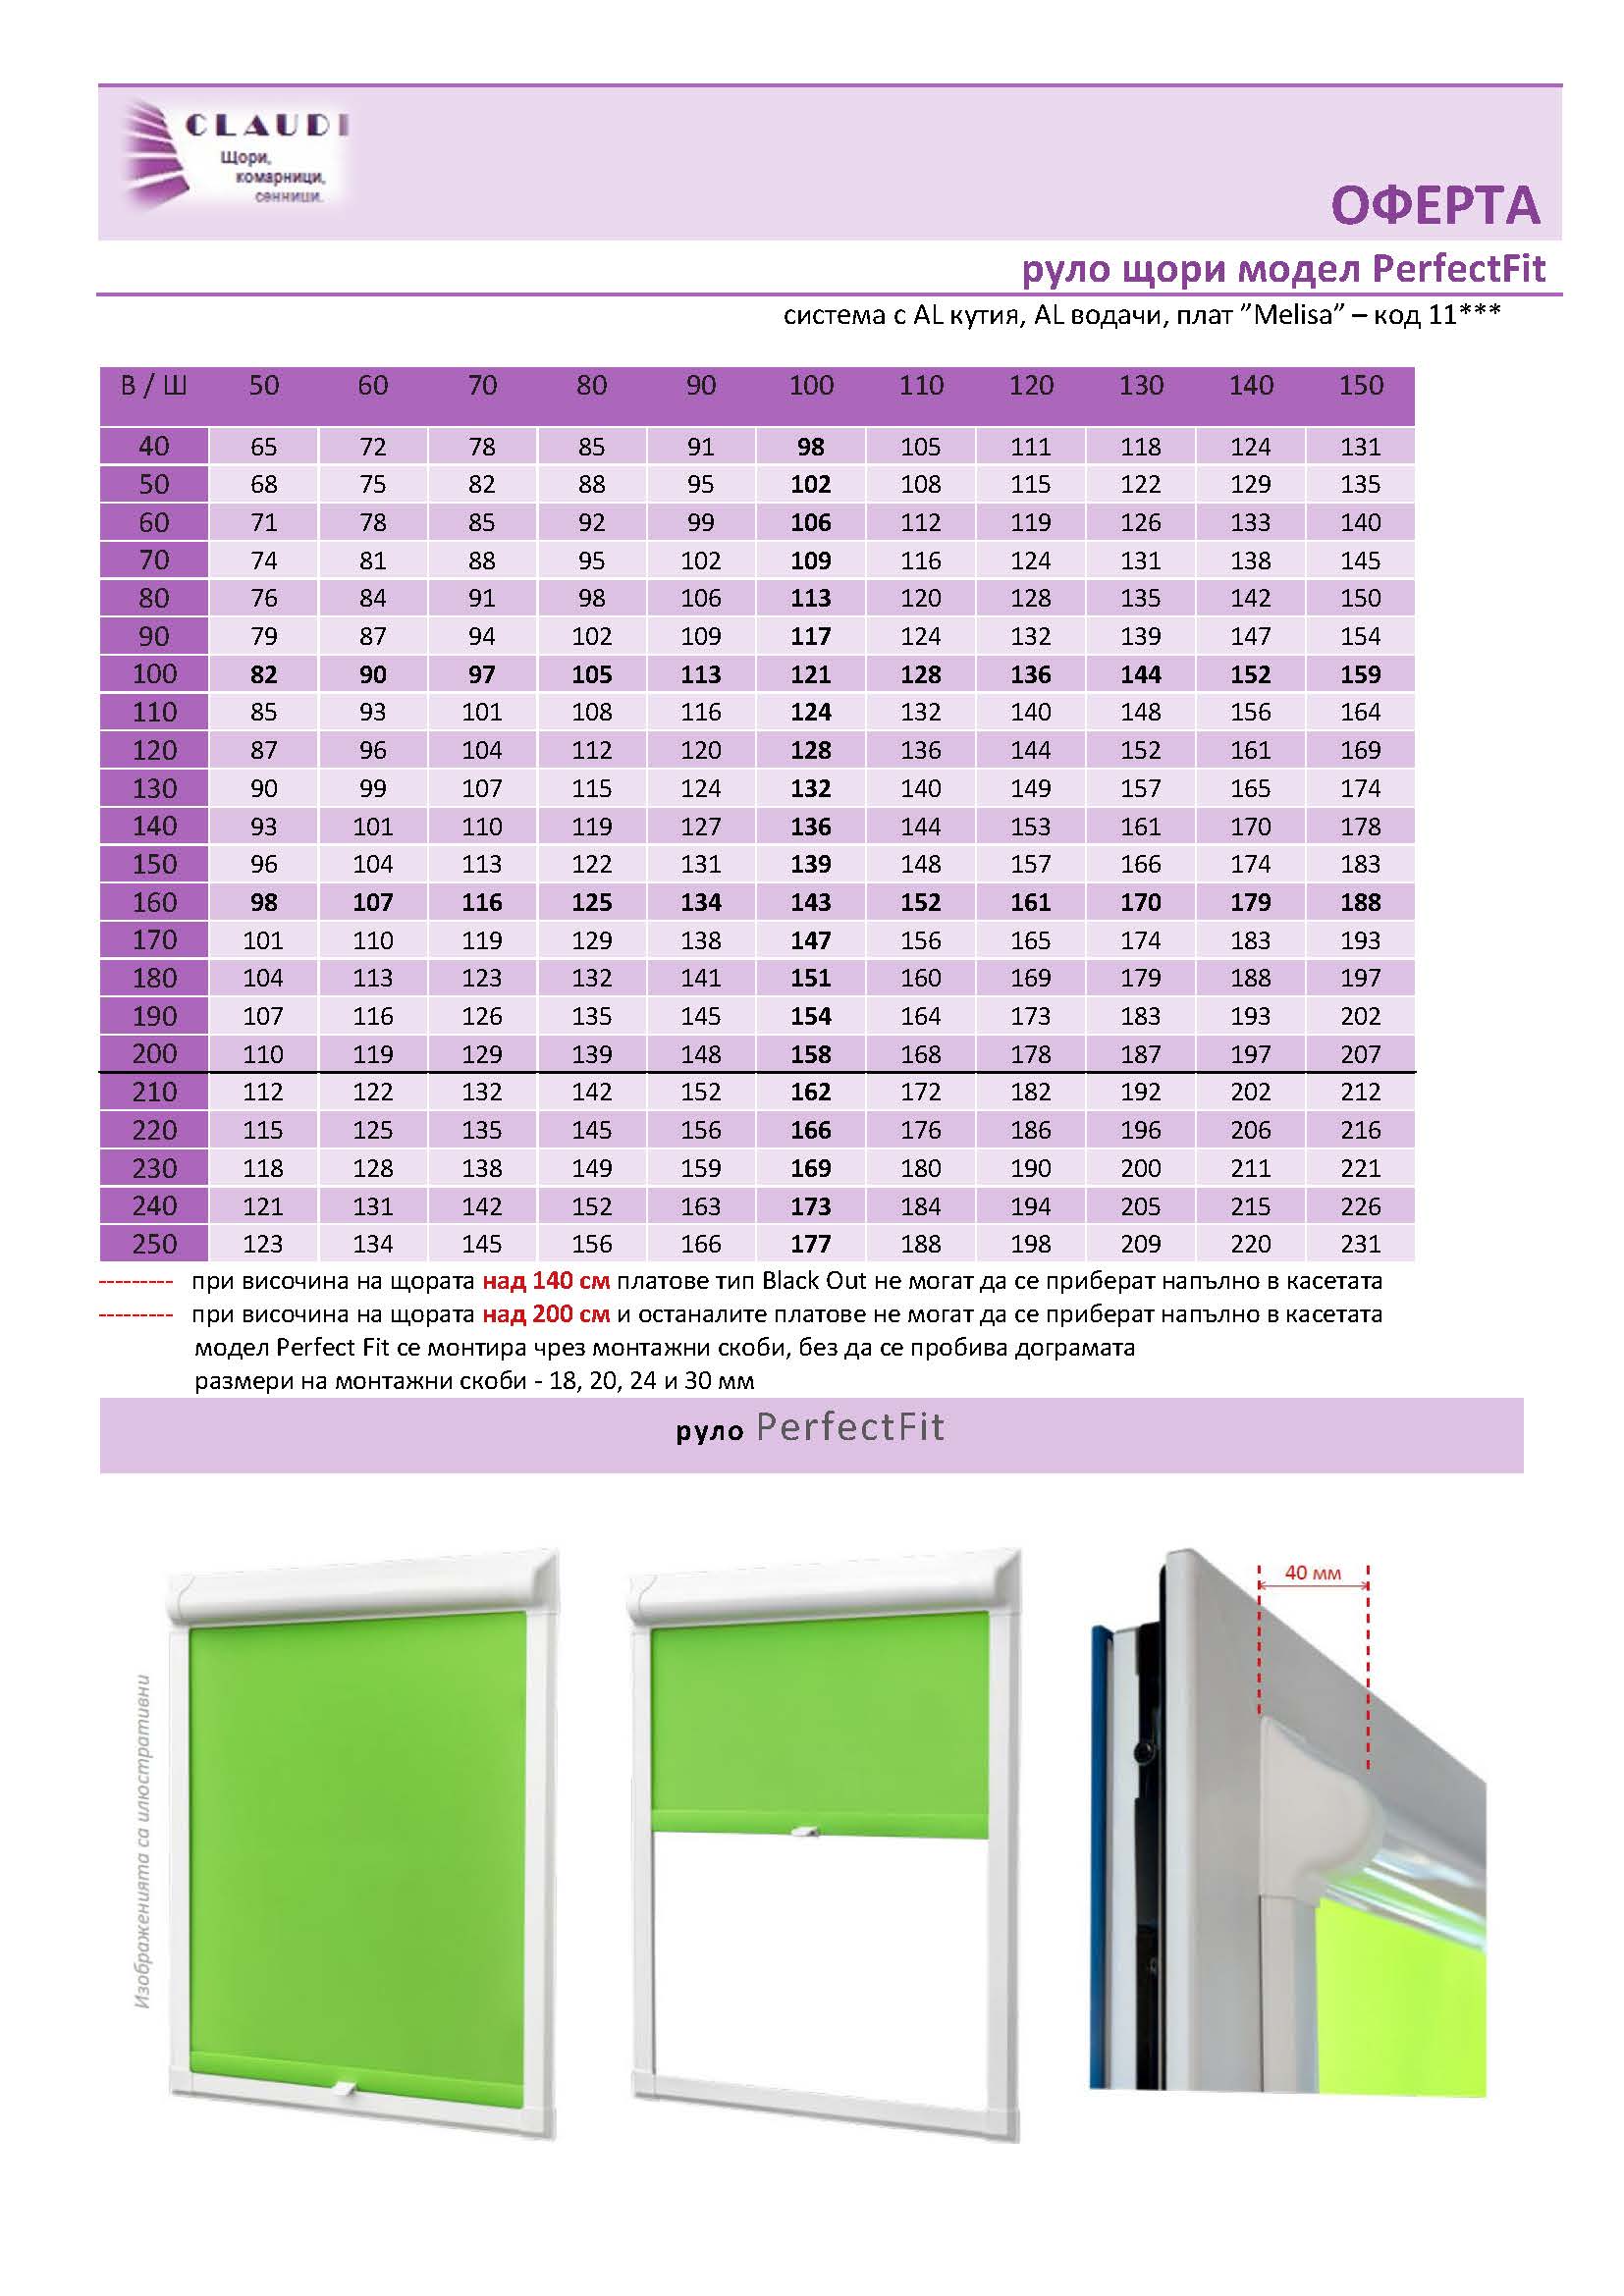 CLAUDI
Щори,
комарници,
сенници.
ОФЕРТА
руло щори модел PerfectFit
система с AL кутия, AL водачи, плат ”Melisa” – код 11***
В / Ш 50 60 70 80 90 100 110 120 130 140 150
40 65 72 78 85 91 98 105 111 118 124 131
50 68 75 82 88 95 102 108 115 122 129 135
60 71 78 85 92 99 106 112 119 126 133 140
70 74 81 88 95 102 109 116 124 131 138 145
80 76 84 91 98 106 113 120 128 135 142 150
90 79 87 94 102 109 117 124 132 139 147 154
100 82 90 97 105 113 121 128 136 144 152 159
110 85 93 101 108 116 124 132 140 148 156 164
120 87 96 104 112 120 128 136 144 152 161 169
130 90 99 107 115 124 132 140 149 157 165 174
140 93 101 110 119 127 136 144 153 161 170 178
150 96 104 113 122 131 139 148 157 166 174 183
160 98 107 116 125 134 143 152 161 170 179 188
170 101 110 119 129 138 147 156 165 174 183 193
180 104 113 123 132 141 151 160 169 179 188 197
190 107 116 126 135 145 154 164 173 183 193 202
200 110 119 129 139 148 158 168 178 187 197 207
210 112 122 132 142 152 162 172 182 192 202 212
220 115 125 135 145 156 166 176 186 196 206 216
230 118 128 138 149 159 169 180 190 200 211 221
240 121 131 142 152 163 173 184 194 205 215 226
250 123 134 145 156 166 177 188 198 209 220 231
--------- при височина на щората над 140 см платове тип Black Out не могат да се приберат напълно в касетата
--------- при височина на щората над 200 см и останалите платове не могат да се приберат напълно в касетата
модел Perfect Fit се монтира чрез монтажни скоби, без да се пробива дограмата
размери на монтажни скоби - 18, 20, 24 и 30 мм
руло PerfectFit
40 мм
Изображенията са илюстративни